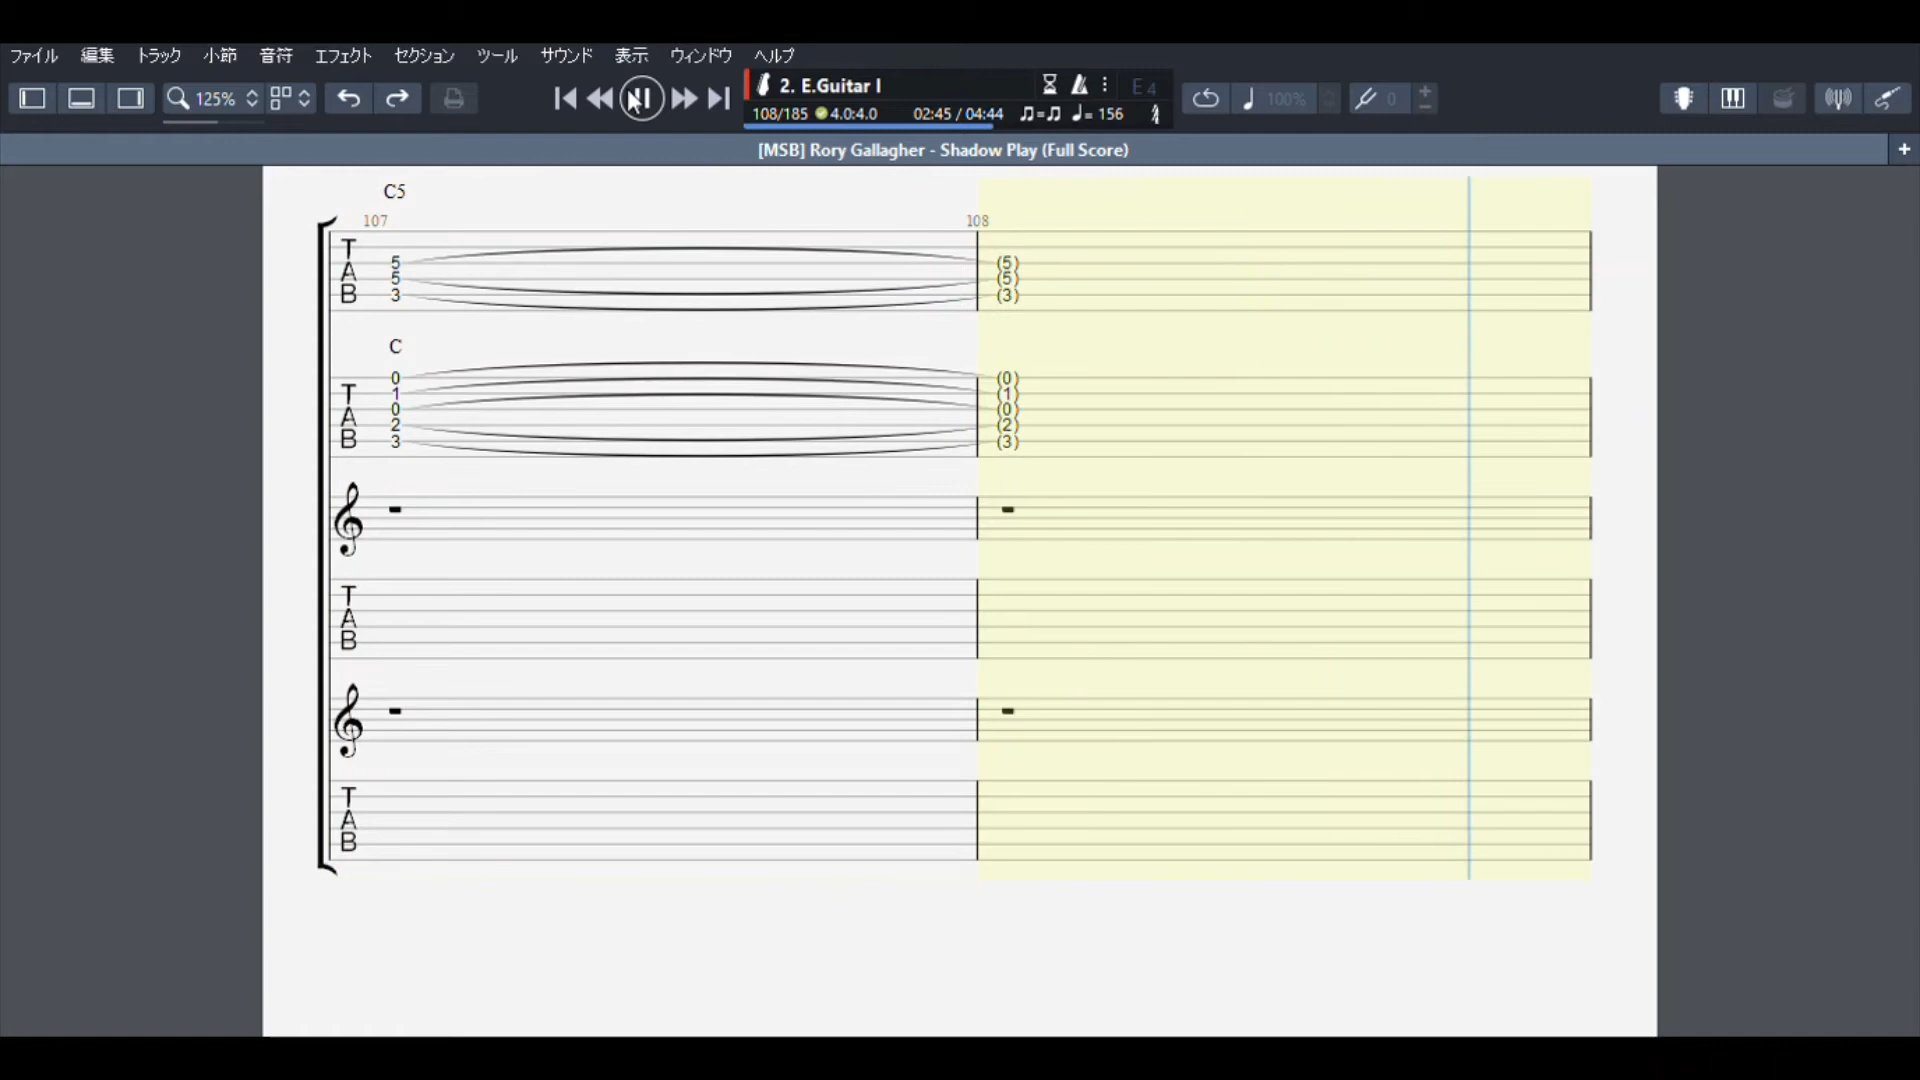 ファイル 編集 トラック 小節 音符 エフェクト セクション ツール サウンド 表示 ウィンドウ ヘルプ
125% 2. E.Guitar I E4 100% 0
108/185 4.0:4.0 02:45 / 04:44 ♫=♫ ♩= 156
[MSB] Rory Gallagher - Shadow Play (Full Score) +
C5
107 108
T
A
B
5 (5)
5 (5)
3 (3)
C
T
A
B
0 (0)
1 (1)
0 (0)
2 (2)
3 (3)
T
A
B
T
A
B